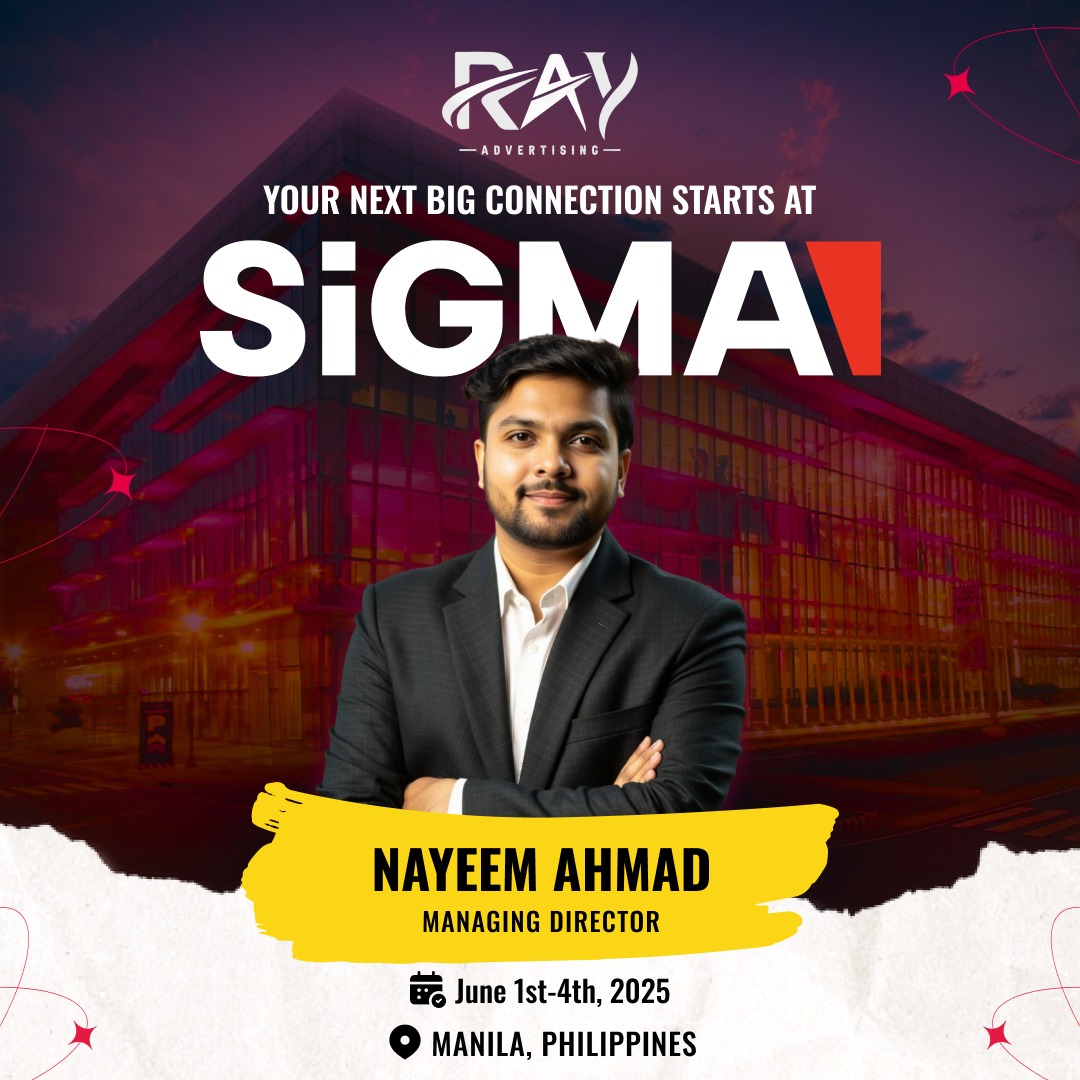 RAY
ADVERTISING
YOUR NEXT BIG CONNECTION STARTS AT
SiGMA
NAYEEM AHMAD
MANAGING DIRECTOR
June 1st-4th, 2025
MANILA, PHILIPPINES